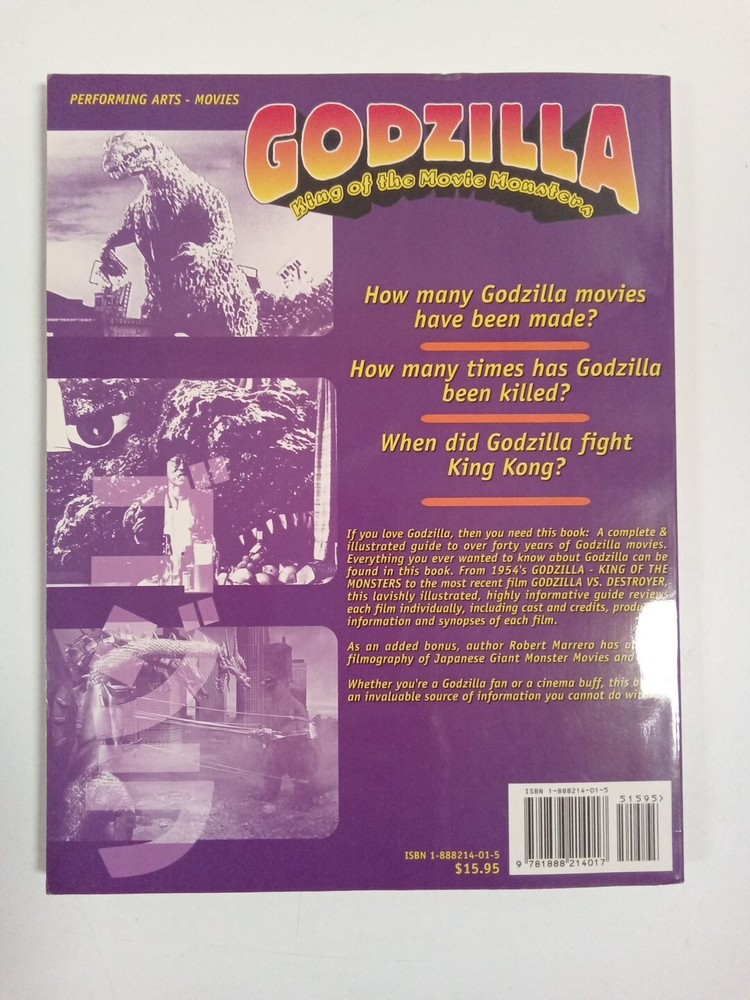 PERFORMING ARTS - MOVIES
GODZILLA
King of the Movie Monsters
How many Godzilla movies
have been made?
How many times has Godzilla
been killed?
When did Godzilla fight
King Kong?
If you love Godzilla, then you need this book: A complete &
illustrated guide to over forty years of Godzilla movies.
Everything you ever wanted to know about Godzilla can be
found in this book. From 1954's GODZILLA - KING OF THE
MONSTERS to the most recent film GODZILLA VS. DESTROYER,
this lavishly illustrated, highly informative guide reviews
each film individually, including cast and credits,
information and synopses of each film.
As an added bonus, author Robert Marrero has
filmography of Japanese Giant Monster Movies and
Whether you're a Godzilla fan or a cinema buff, this
an invaluable source of information you cannot do
ゴジラ
ISBN 1-888214-01-5
51595>
9 781888 214017
ISBN 1-888214-01-5
$15.95